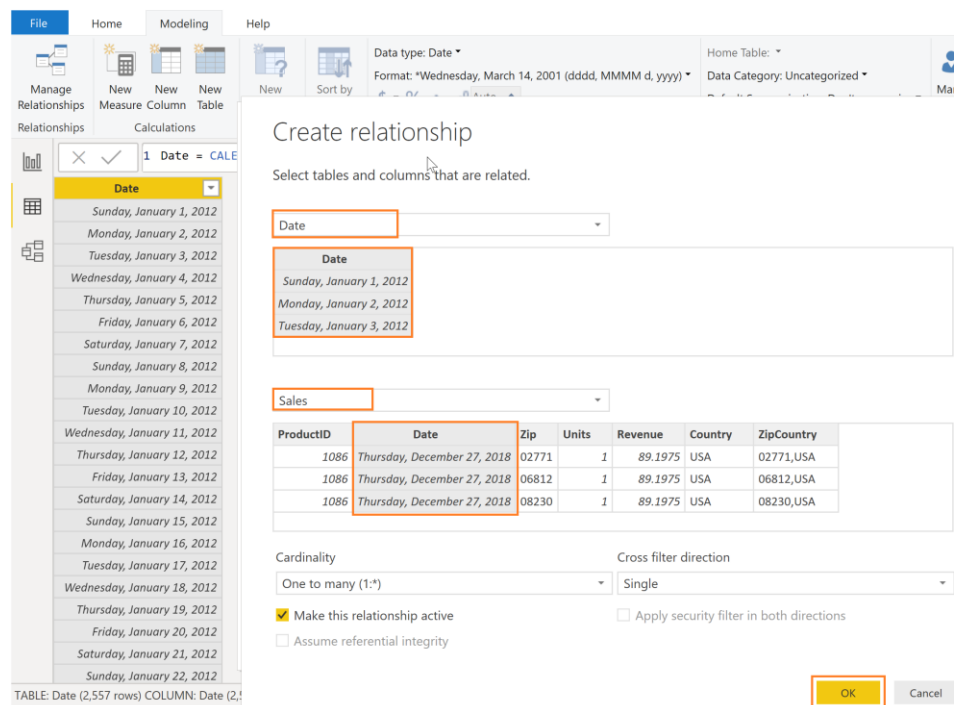 File Home Modeling Help
Data type: Date
Home Table:
Format: *Wednesday, March 14, 2001 (dddd, MMMM d, yyyy)
Data Category: Uncategorized
Manage Relationships
New Measure
New Column
New Table
New
Sort by
Auto
Relationships
Calculations
1 Date = CALE
Date
Sunday, January 1, 2012
Monday, January 2, 2012
Tuesday, January 3, 2012
Wednesday, January 4, 2012
Thursday, January 5, 2012
Friday, January 6, 2012
Saturday, January 7, 2012
Sunday, January 8, 2012
Monday, January 9, 2012
Tuesday, January 10, 2012
Wednesday, January 11, 2012
Thursday, January 12, 2012
Friday, January 13, 2012
Saturday, January 14, 2012
Sunday, January 15, 2012
Monday, January 16, 2012
Tuesday, January 17, 2012
Wednesday, January 18, 2012
Thursday, January 19, 2012
Friday, January 20, 2012
Saturday, January 21, 2012
Sunday, January 22, 2012
TABLE: Date (2,557 rows) COLUMN: Date (2,5
Create relationship
Select tables and columns that are related.
Date
Date
Sunday, January 1, 2012
Monday, January 2, 2012
Tuesday, January 3, 2012
Sales
ProductID Date Zip Units Revenue Country ZipCountry
1086 Thursday, December 27, 2018 02771 1 89.1975 USA 02771,USA
1086 Thursday, December 27, 2018 06812 1 89.1975 USA 06812,USA
1086 Thursday, December 27, 2018 08230 1 89.1975 USA 08230,USA
Cardinality
Cross filter direction
One to many (1:*)
Single
Make this relationship active
Apply security filter in both directions
Assume referential integrity
OK
Cancel